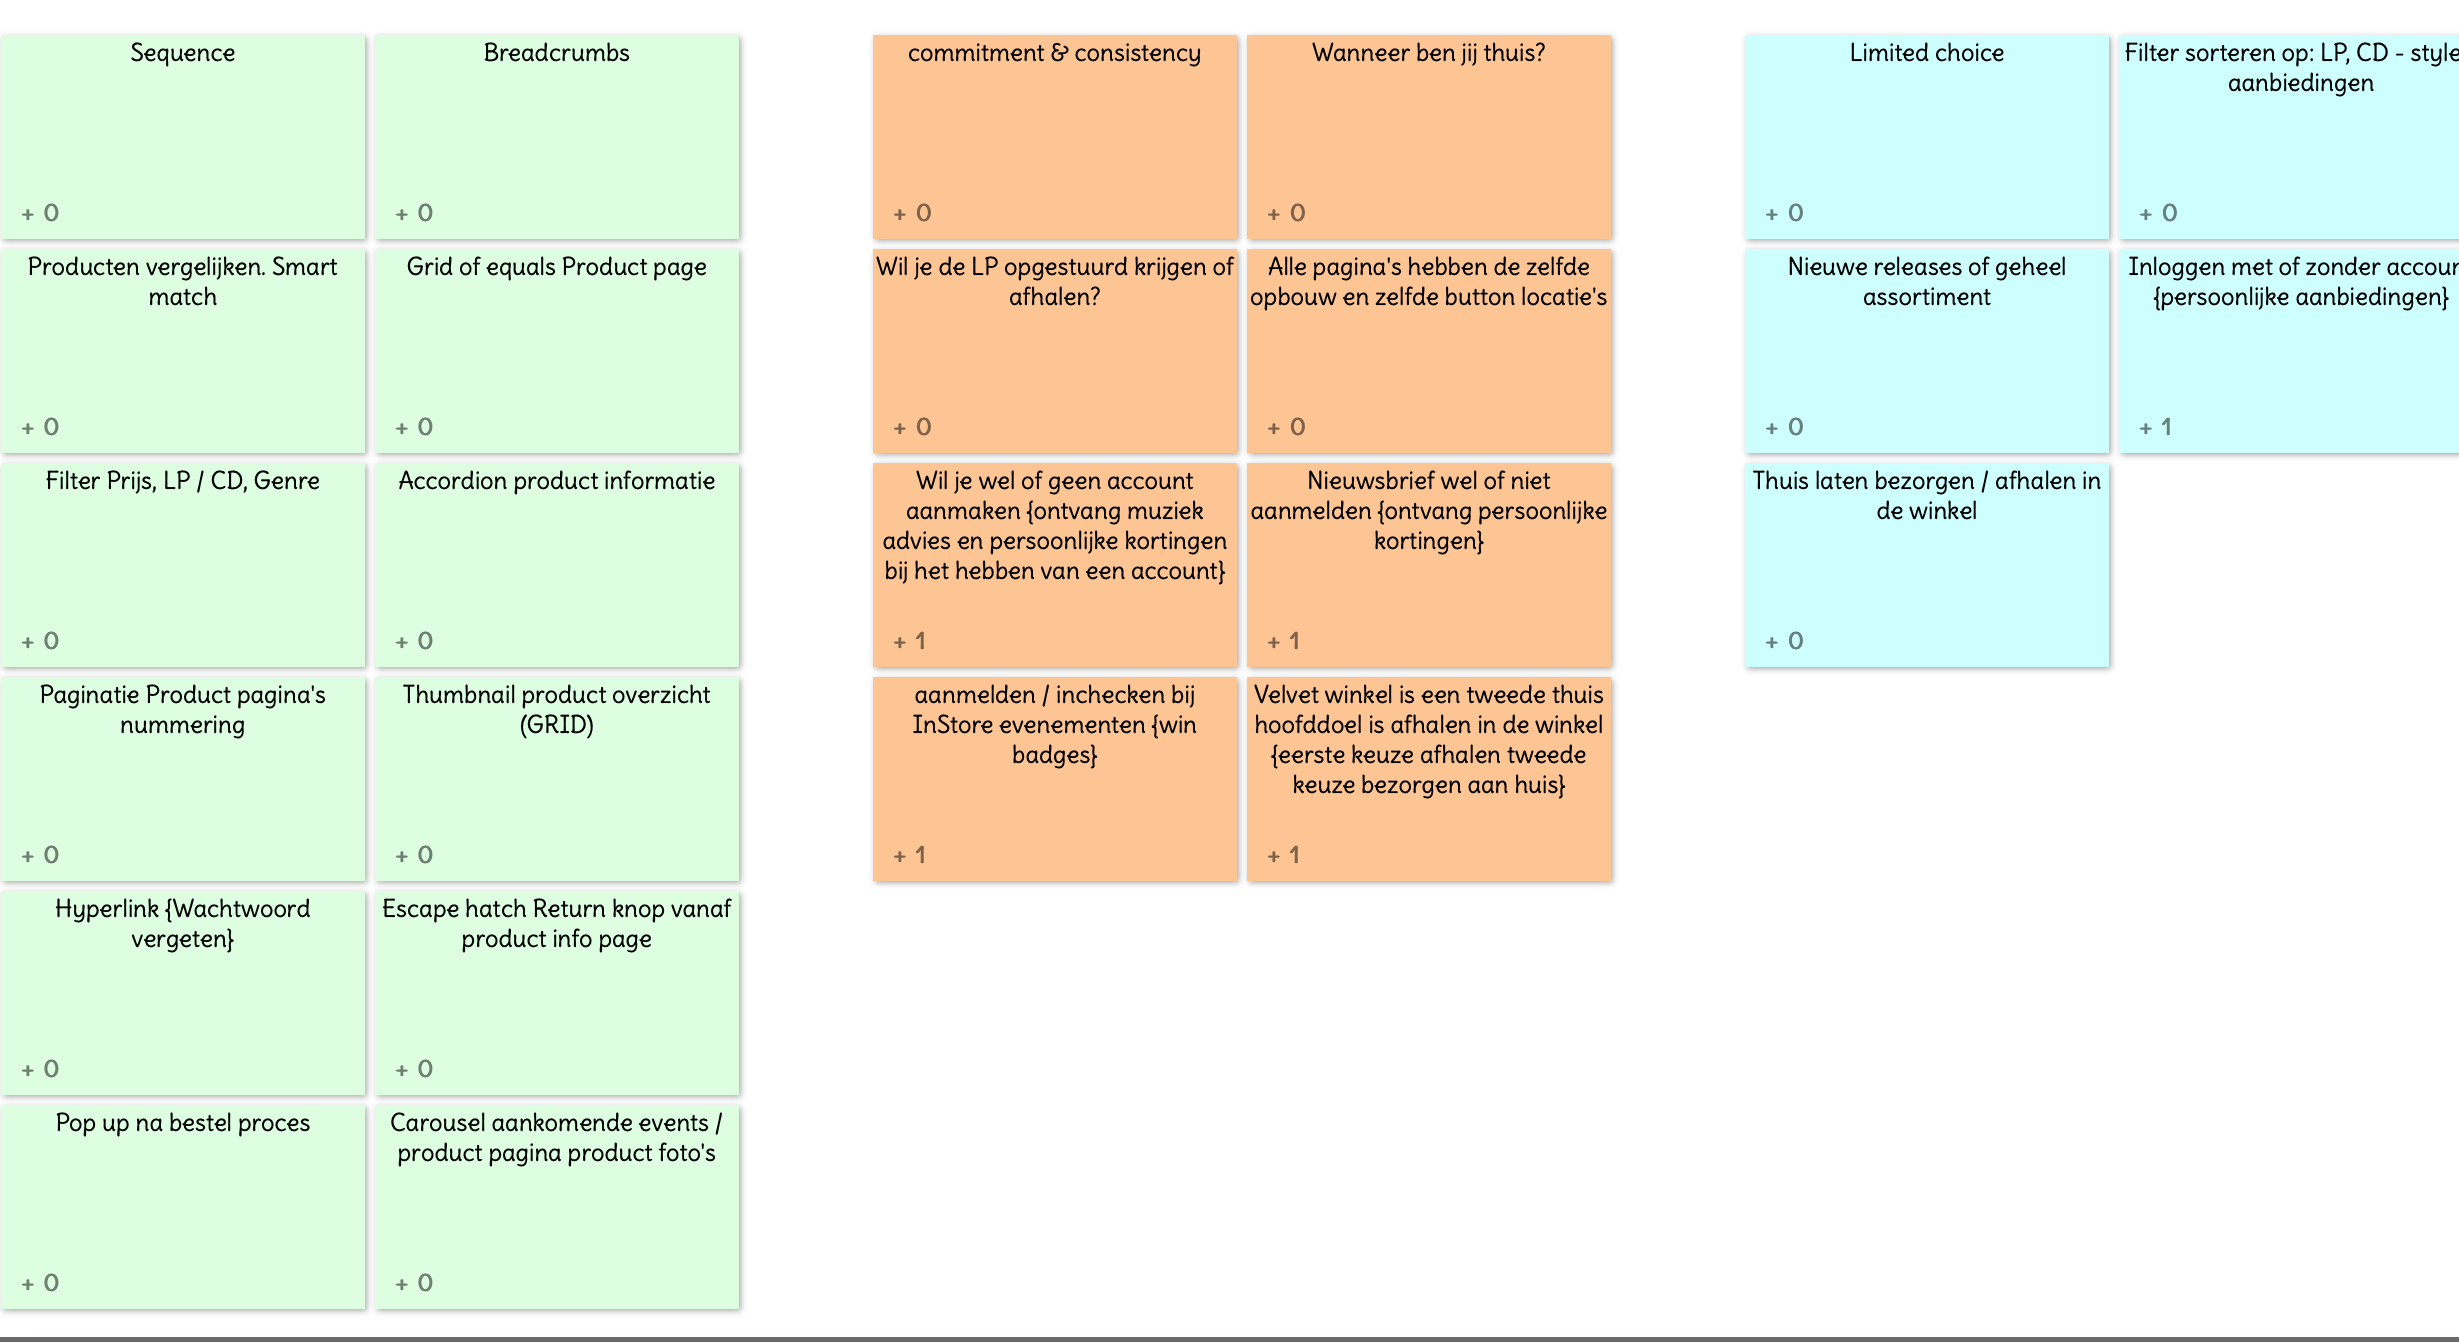 Sequence
+ 0
Breadcrumbs
+ 0
Producten vergelijken. Smart
match
+ 0
Grid of equals Product page
+ 0
Filter Prijs, LP / CD, Genre
+ 0
Accordion product informatie
+ 0
Paginatie Product pagina's
nummering
+ 0
Thumbnail product overzicht
(GRID)
+ 0
Hyperlink {Wachtwoord
vergeten}
+ 0
Escape hatch Return knop vanaf
product info page
+ 0
Pop up na bestel proces
+ 0
Carousel aankomende events /
product pagina product foto's
+ 0
commitment & consistency
+ 0
Wanneer ben jij thuis?
+ 0
Wil je de LP opgestuurd krijgen of
afhalen?
+ 0
Alle pagina's hebben de zelfde
opbouw en zelfde button locatie's
+ 0
Wil je wel of geen account
aanmaken {ontvang muziek
advies en persoonlijke kortingen
bij het hebben van een account}
+ 1
Nieuwsbrief wel of niet
aanmelden {ontvang persoonlijke
kortingen}
+ 1
aanmelden / inchecken bij
InStore evenementen {win
badges}
+ 1
Velvet winkel is een tweede thuis
hoofddoel is afhalen in de winkel
{eerste keuze afhalen tweede
keuze bezorgen aan huis}
+ 1
Limited choice
+ 0
Filter sorteren op: LP, CD - style
aanbiedingen
+ 0
Nieuwe releases of geheel
assortiment
+ 0
Inloggen met of zonder
{persoonlijke aanbiedingen}
+ 1
Thuis laten bezorgen / afhalen in
de winkel
+ 0